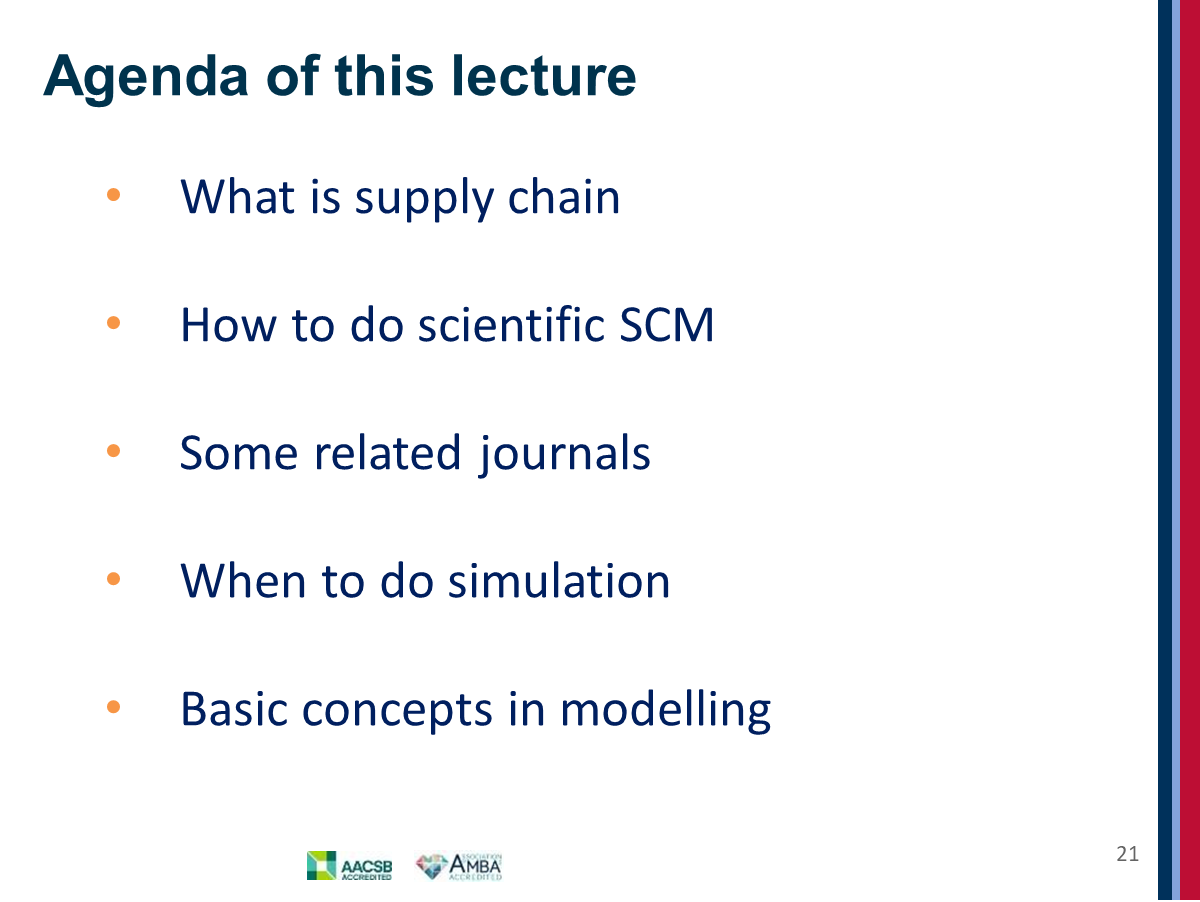 Agenda of this lecture
• What is supply chain
• How to do scientific SCM
• Some related journals
• When to do simulation
• Basic concepts in modelling
AACSB
ACCREDITED
ASSOCIATION
AMBA
ACCREDITED
21